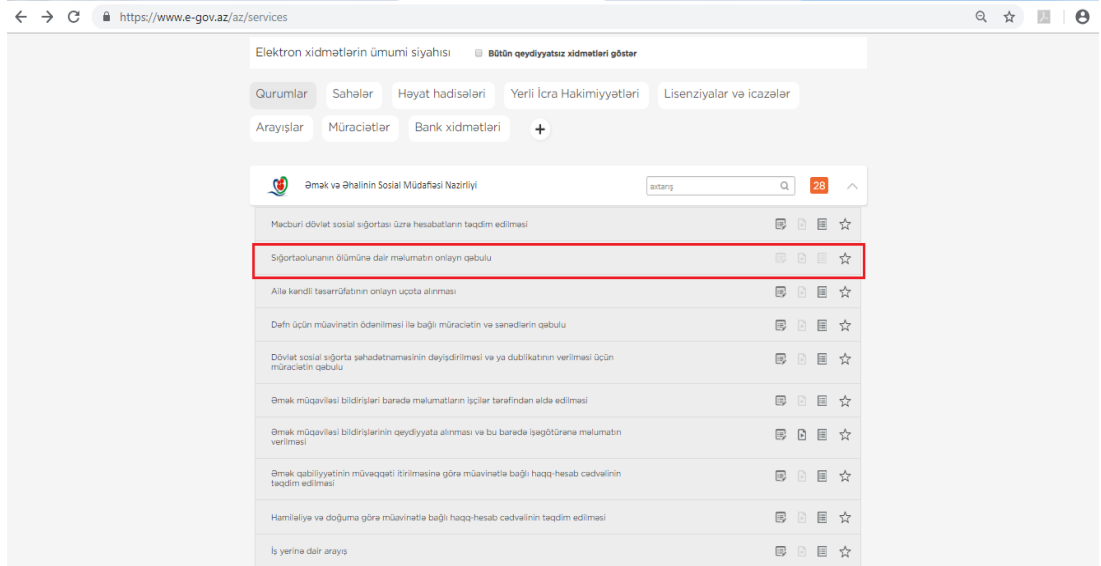 https://www.e-gov.az/az/services
Elektron xidmətlərin ümumi siyahısı
Bütün qeydiyyatsız xidmətləri göstər
Qurumlar Sahələr Həyat hadisələri Yerli İcra Hakimiyyətləri Lisenziyalar və icazələr
Arayışlar Müraciətlər Bank xidmətləri +
Əmək və Əhalinin Sosial Müdafiəsi Nazirliyi axtarış 28
Məcburi dövlət sosial sığortası üzrə hesabatların təqdim edilməsi
Sığortaolunanın ölümünə dair məlumatın onlayn qəbulu
Ailə kəndli təsərrüfatının onlayn uçota alınması
Dəfn üçün müavinətin ödənilməsi ilə bağlı müraciətin və sənədlərin qəbulu
Dövlət sosial sığorta şəhadətnaməsinin dəyişdirilməsi və ya dublikatının verilməsi üçün
müraciətin qəbulu
Əmək müqaviləsi bildirişləri barədə məlumatların işçilər tərəfindən əldə edilməsi
Əmək müqaviləsi bildirişlərinin qeydiyyata alınması və bu barədə işəgötürənə məlumatın
verilməsi
Əmək qabiliyyətinin müvəqqəti itirilməsinə görə müavinətlə bağlı haqq-hesab cədvəlinin
təqdim edilməsi
Hamiləliyə və doğuma görə müavinətlə bağlı haqq-hesab cədvəlinin təqdim edilməsi
İş yerinə dair arayış